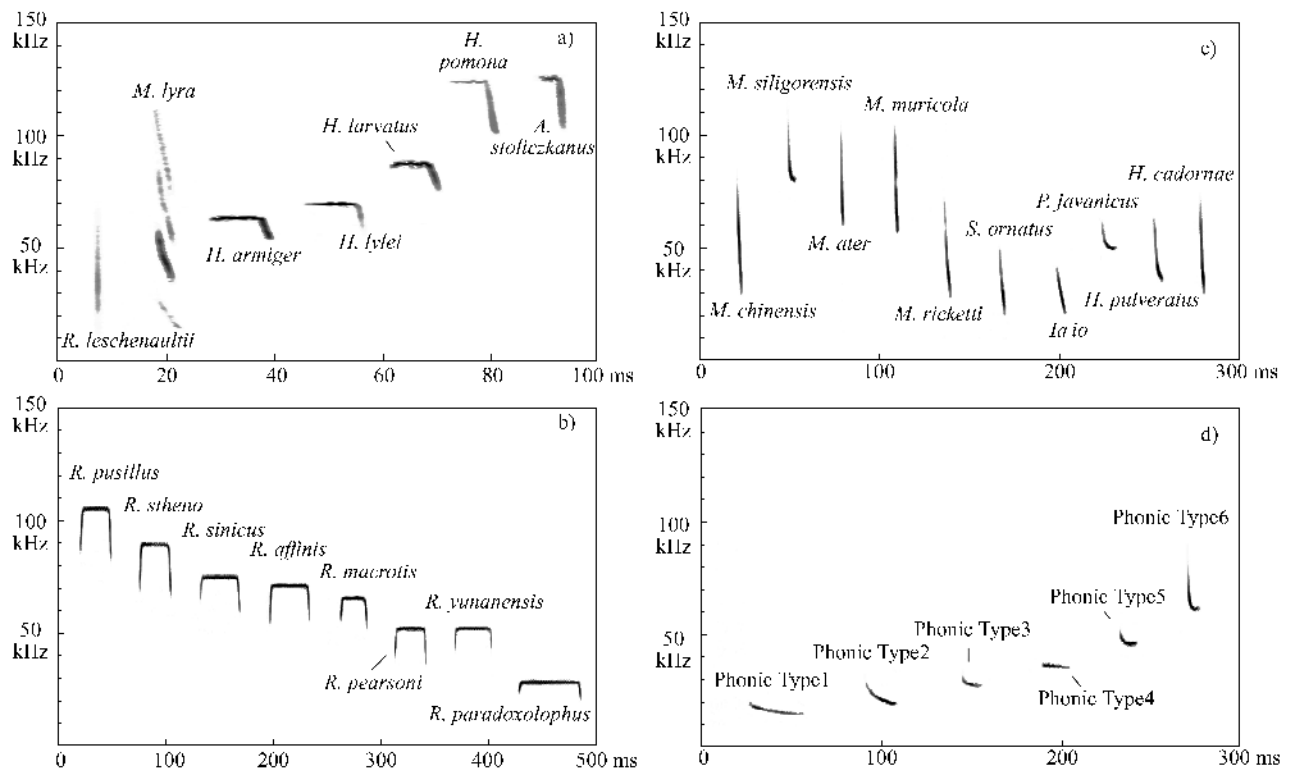 150
kHz
a)
H.
pomona
M. lyra
H. larvatus
100
kHz
A.
stoliczkanus
50
kHz
H. armiger
H. lylei
R. leschenaultii
0
20
40
60
80
100 ms
150
kHz
c)
M. siligorensis
M. muricola
100
kHz
H. cadornae
P. javanicus
S. ornatus
M. ater
50
kHz
M. chinensis
M. ricketti
H. pulveratus
Ia io
0
100
200
300 ms
150
kHz
b)
R. pusillus
R. stheno
100
kHz
R. sinicus
R. affinis
R. macrotis
R. yunanensis
50
kHz
R. pearsoni
R. paradoxolophus
0
100
200
300
400
500 ms
150
kHz
d)
100
kHz
Phonic Type6
Phonic Type5
50
kHz
Phonic Type3
Phonic Type2
Phonic Type1
Phonic Type4
0
100
200
300 ms